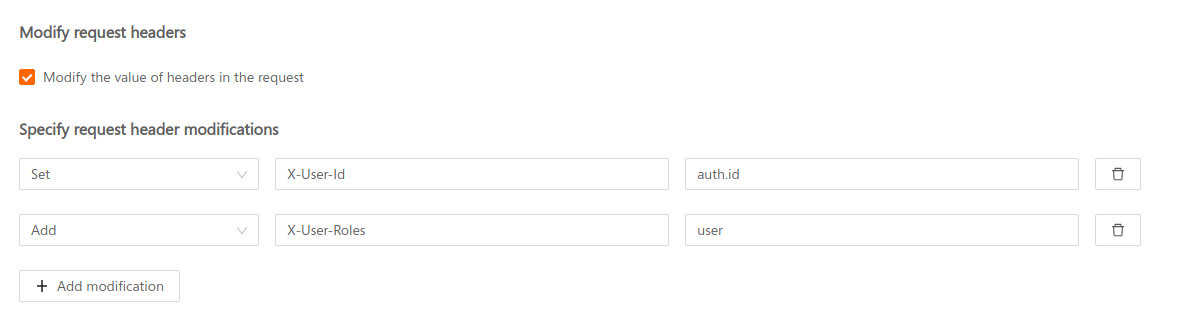 Modify request headers
Modify the value of headers in the request
Specify request header modifications
Set X-User-Id auth.id
Add X-User-Roles user
Add modification